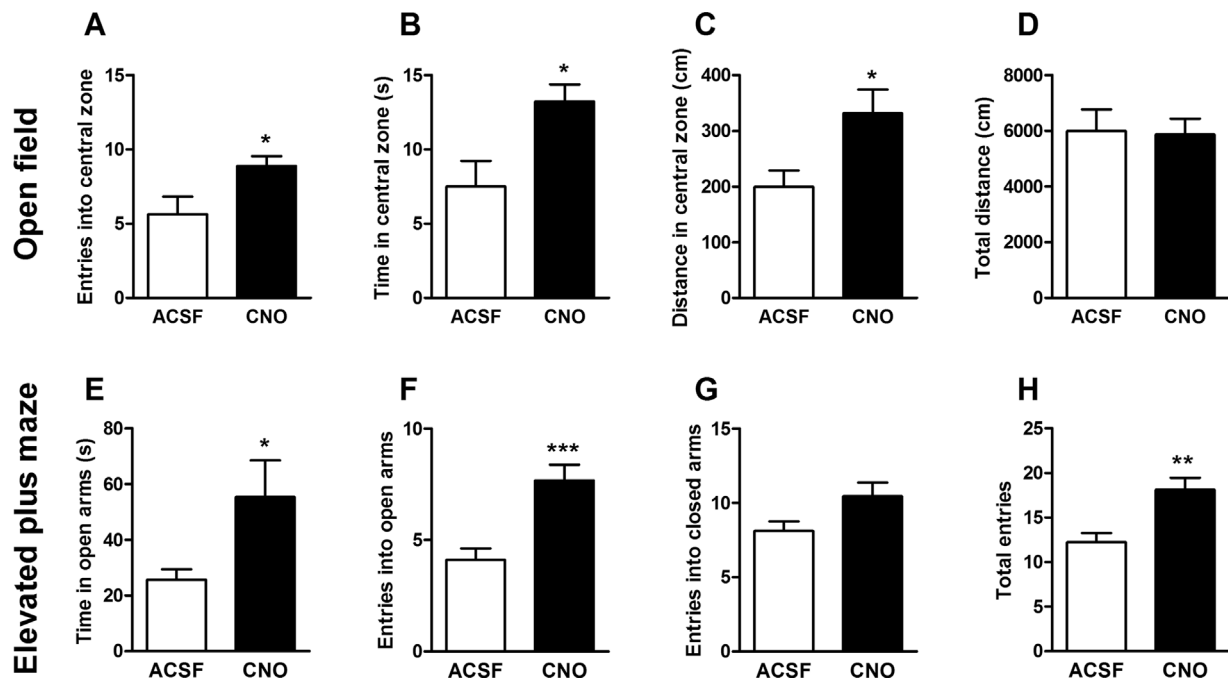 Open field
A
Entries into central zone
15
10
5
0
*
ACSF CNO
B
Time in central zone (s)
15
10
5
0
*
ACSF CNO
C
Distance in central zone (cm)
400
300
200
100
0
*
ACSF CNO
D
Total distance (cm)
8000
6000
4000
2000
0
ACSF CNO
Elevated plus maze
E
Time in open arms (s)
80
60
40
20
0
*
ACSF CNO
F
Entries into open arms
10
5
0
***
ACSF CNO
G
Entries into closed arms
15
10
5
0
ACSF CNO
H
Total entries
25
20
15
10
5
0
**
ACSF CNO